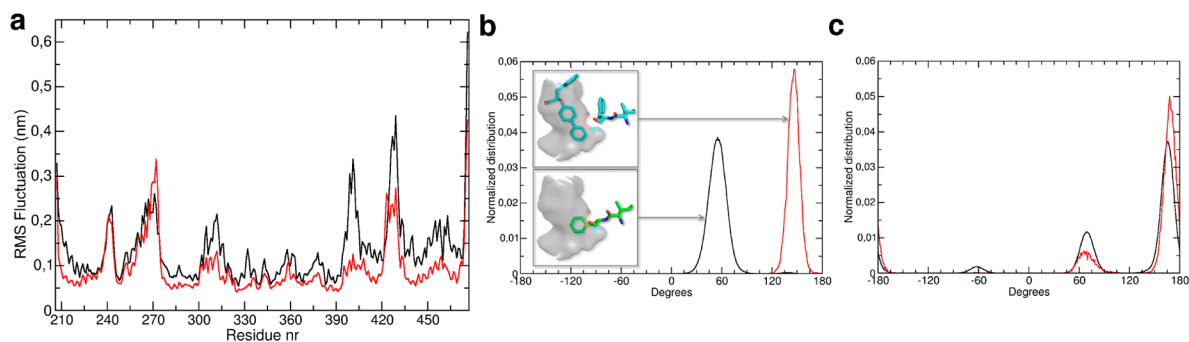 a
0,6
0,5
0,4
0,3
0,2
0,1
0
RMS Fluctuation (nm)
210 240 270 300 330 360 390 420 450
Residue nr
b
0,06
0,05
0,04
0,03
0,02
0,01
0
Normalized distribution
-180 -120 -60 0 60 120 180
Degrees
c
0,06
0,05
0,04
0,03
0,02
0,01
0
Normalized distribution
-180 -120 -60 0 60 120 180
Degrees